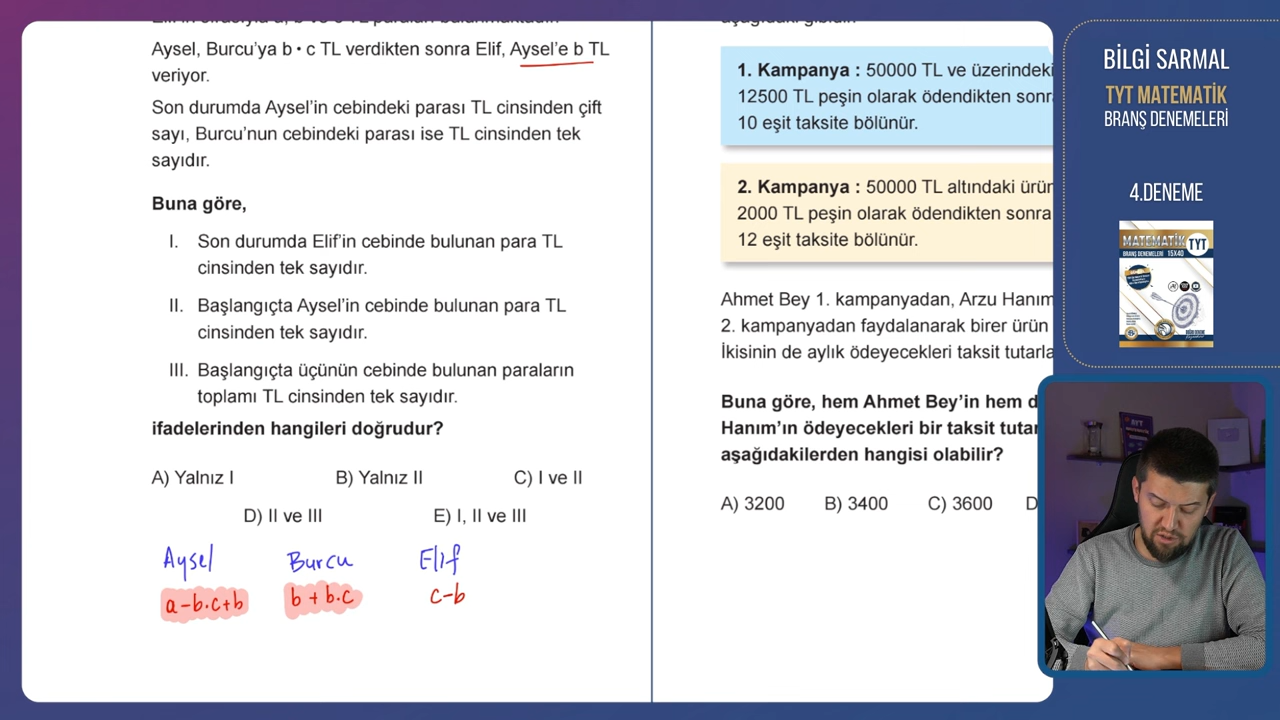 Aysel, Burcu'ya b • c TL verdikten sonra Elif, Aysel'e b TL
veriyor.
Son durumda Aysel'in cebindeki parası TL cinsinden çift
sayı, Burcu'nun cebindeki parası ise TL cinsinden tek
sayıdır.
Buna göre,
I. Son durumda Elif'in cebinde bulunan para TL
cinsinden tek sayıdır.
II. Başlangıçta Aysel'in cebinde bulunan para TL
cinsinden tek sayıdır.
III. Başlangıçta üçünün cebinde bulunan paraların
toplamı TL cinsinden tek sayıdır.
ifadelerinden hangileri doğrudur?
A) Yalnız I B) Yalnız II C) I ve II
D) II ve III E) I, II ve III
Aysel Burcu Elif
a-b.c+b b+b.c c-b
1. Kampanya : 50000 TL ve üzerindeki
12500 TL peşin olarak ödendikten sonr
10 eşit taksite bölünür.
2. Kampanya : 50000 TL altındaki ürün
2000 TL peşin olarak ödendikten sonra
12 eşit taksite bölünür.
Ahmet Bey 1. kampanyadan, Arzu Hanım
2. kampanyadan faydalanarak birer ürün
İkisinin de aylık ödeyecekleri taksit tutarla
Buna göre, hem Ahmet Bey'in hem d
Hanım'ın ödeyecekleri bir taksit tutar
aşağıdakilerden hangisi olabilir?
A) 3200 B) 3400 C) 3600 D
BİLGİ SARMAL
TYT MATEMATİK
BRANŞ DENEMELERİ
4.DENEME
MATEMATİK TYT
BRANŞ DENEMELERİ 15X40